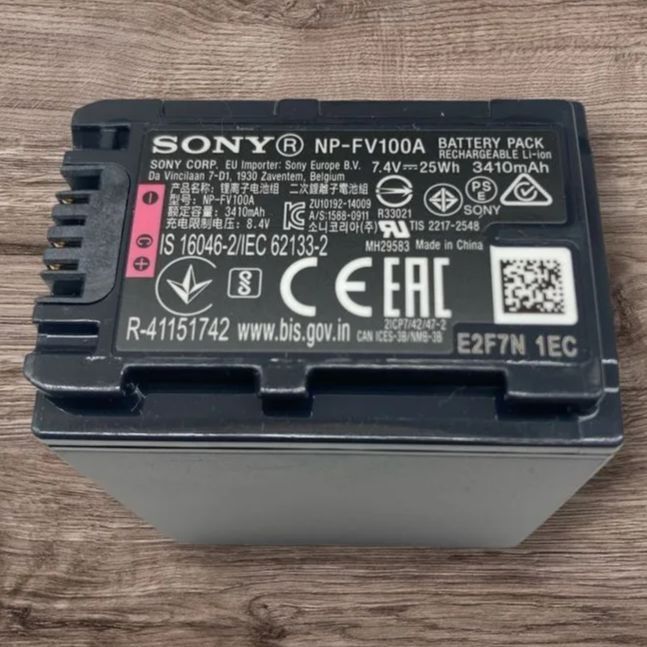 SONY® NP-FV100A BATTERY PACK
RECHARGEABLE Li-ion
SONY CORP. EU Importer: Sony Europe B.V. 7.4V⎓25Wh 3410mAh
Da Vincilaan 7-D1, 1930 Zaventem, Belgium
产品名称: 锂离子电池组 二次鋰離子電池組
型号: NP-FV100A ZU10192-14009 R33021 PSE
额定容量: 3410mAh A/S:1588-0911 SONY
充电限制电压: 8.4V 소니코리아(주) TIS 2217-2548
IS 16046-2/IEC 62133-2 MH29583 Made in China
CE EAC
R-41151742 www.bis.gov.in 2ICP7/42/47-2
CAN ICES-3B/NMB-3B
E2F7N 1EC
- C +